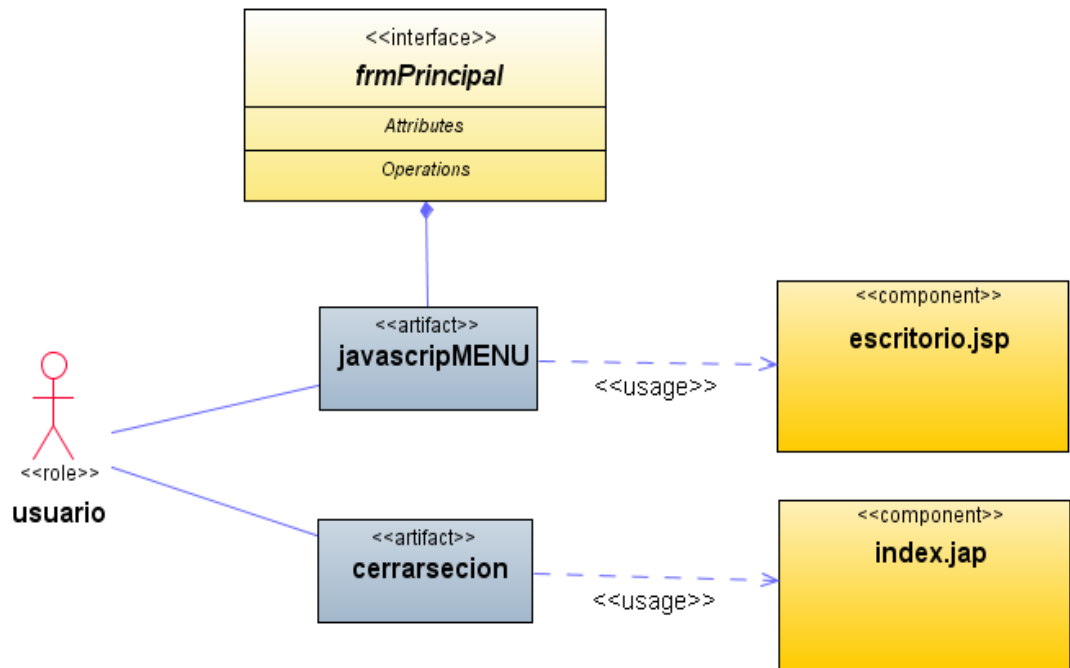 <<interface>>
frmPrincipal
Attributes
Operations
<<artifact>>
javascripMENU
<<usage>>
<<component>>
escritorio.jsp
<<role>>
usuario
<<artifact>>
cerrarsecion
<<usage>>
<<component>>
index.jap